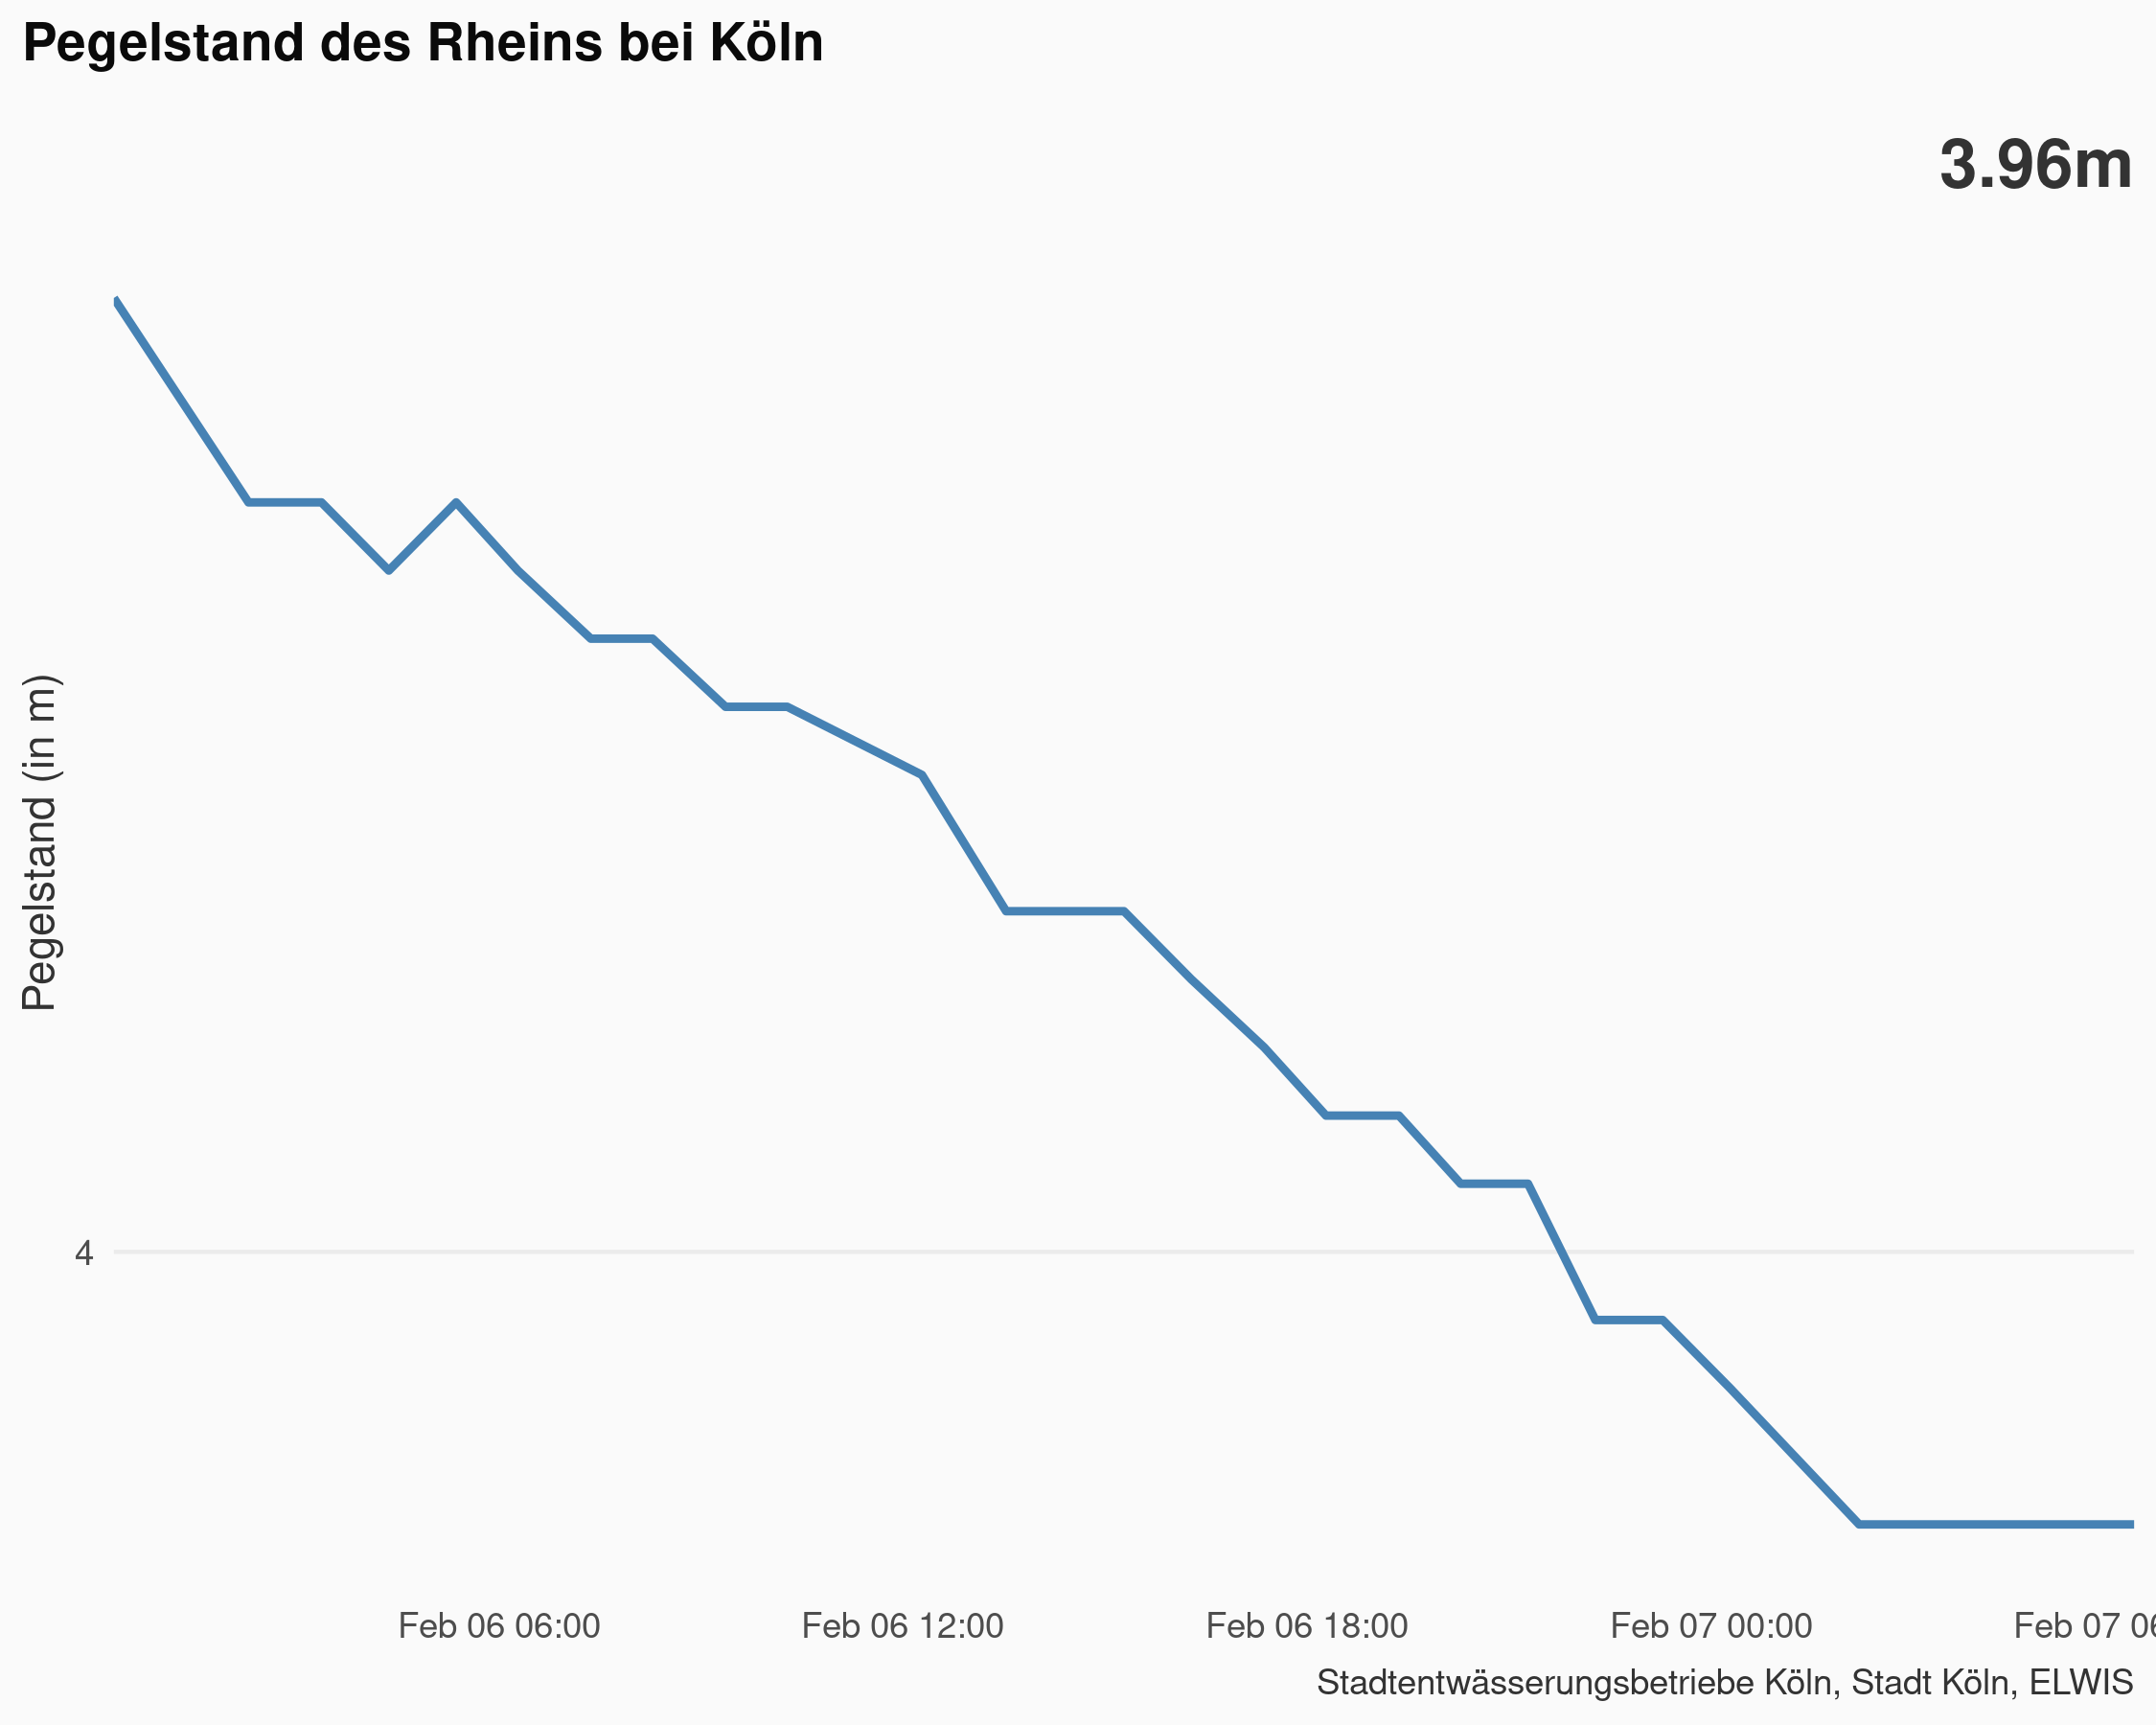 Pegelstand des Rheins bei Köln
3.96m
Pegelstand (in m)
4
Feb 06 06:00
Feb 06 12:00
Feb 06 18:00
Feb 07 00:00
Feb 07 06
Stadtentwässerungsbetriebe Köln, Stadt Köln, ELWIS